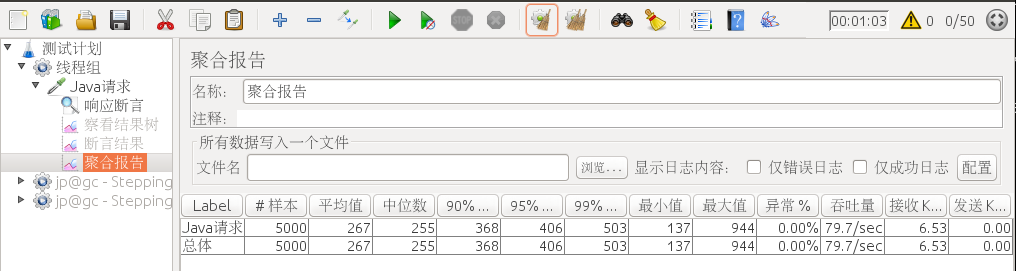 00:01:03 0 0/50
测试计划
线程组
Java请求
响应断言
察看结果树
断言结果
聚合报告
jp@gc - Stepping
jp@gc - Stepping
聚合报告
名称： 聚合报告
注释：
所有数据写入一个文件
文件名 浏览... 显示日志内容： 仅错误日志 仅成功日志 配置
Label # 样本 平均值 中位数 90% ... 95% ... 99% ... 最小值 最大值 异常 % 吞吐量 接收 K... 发送 K...
Java请求 5000 267 255 368 406 503 137 944 0.00% 79.7/sec 6.53 0.00
总体 5000 267 255 368 406 503 137 944 0.00% 79.7/sec 6.53 0.00